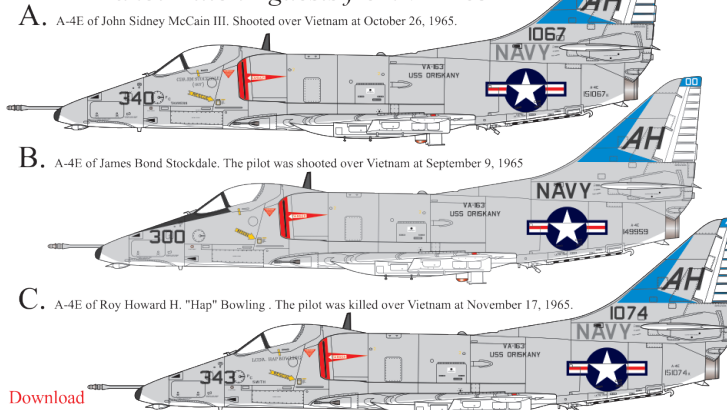 A. A-4E of John Sidney McCain III. Shooted over Vietnam at October 26, 1965.
AH
1067
NAVY
VA-163
USS ORISKANY
A-4E
151067
340
00
B. A-4E of James Bond Stockdale. The pilot was shooted over Vietnam at September 9, 1965
AH
NAVY
VA-163
USS ORISKANY
A-4E
149959
300
C. A-4E of Roy Howard H. "Hap" Bowling . The pilot was killed over Vietnam at November 17, 1965.
AH
1074
NAVY
VA-163
USS ORISKANY
A-4E
151074
343
Download